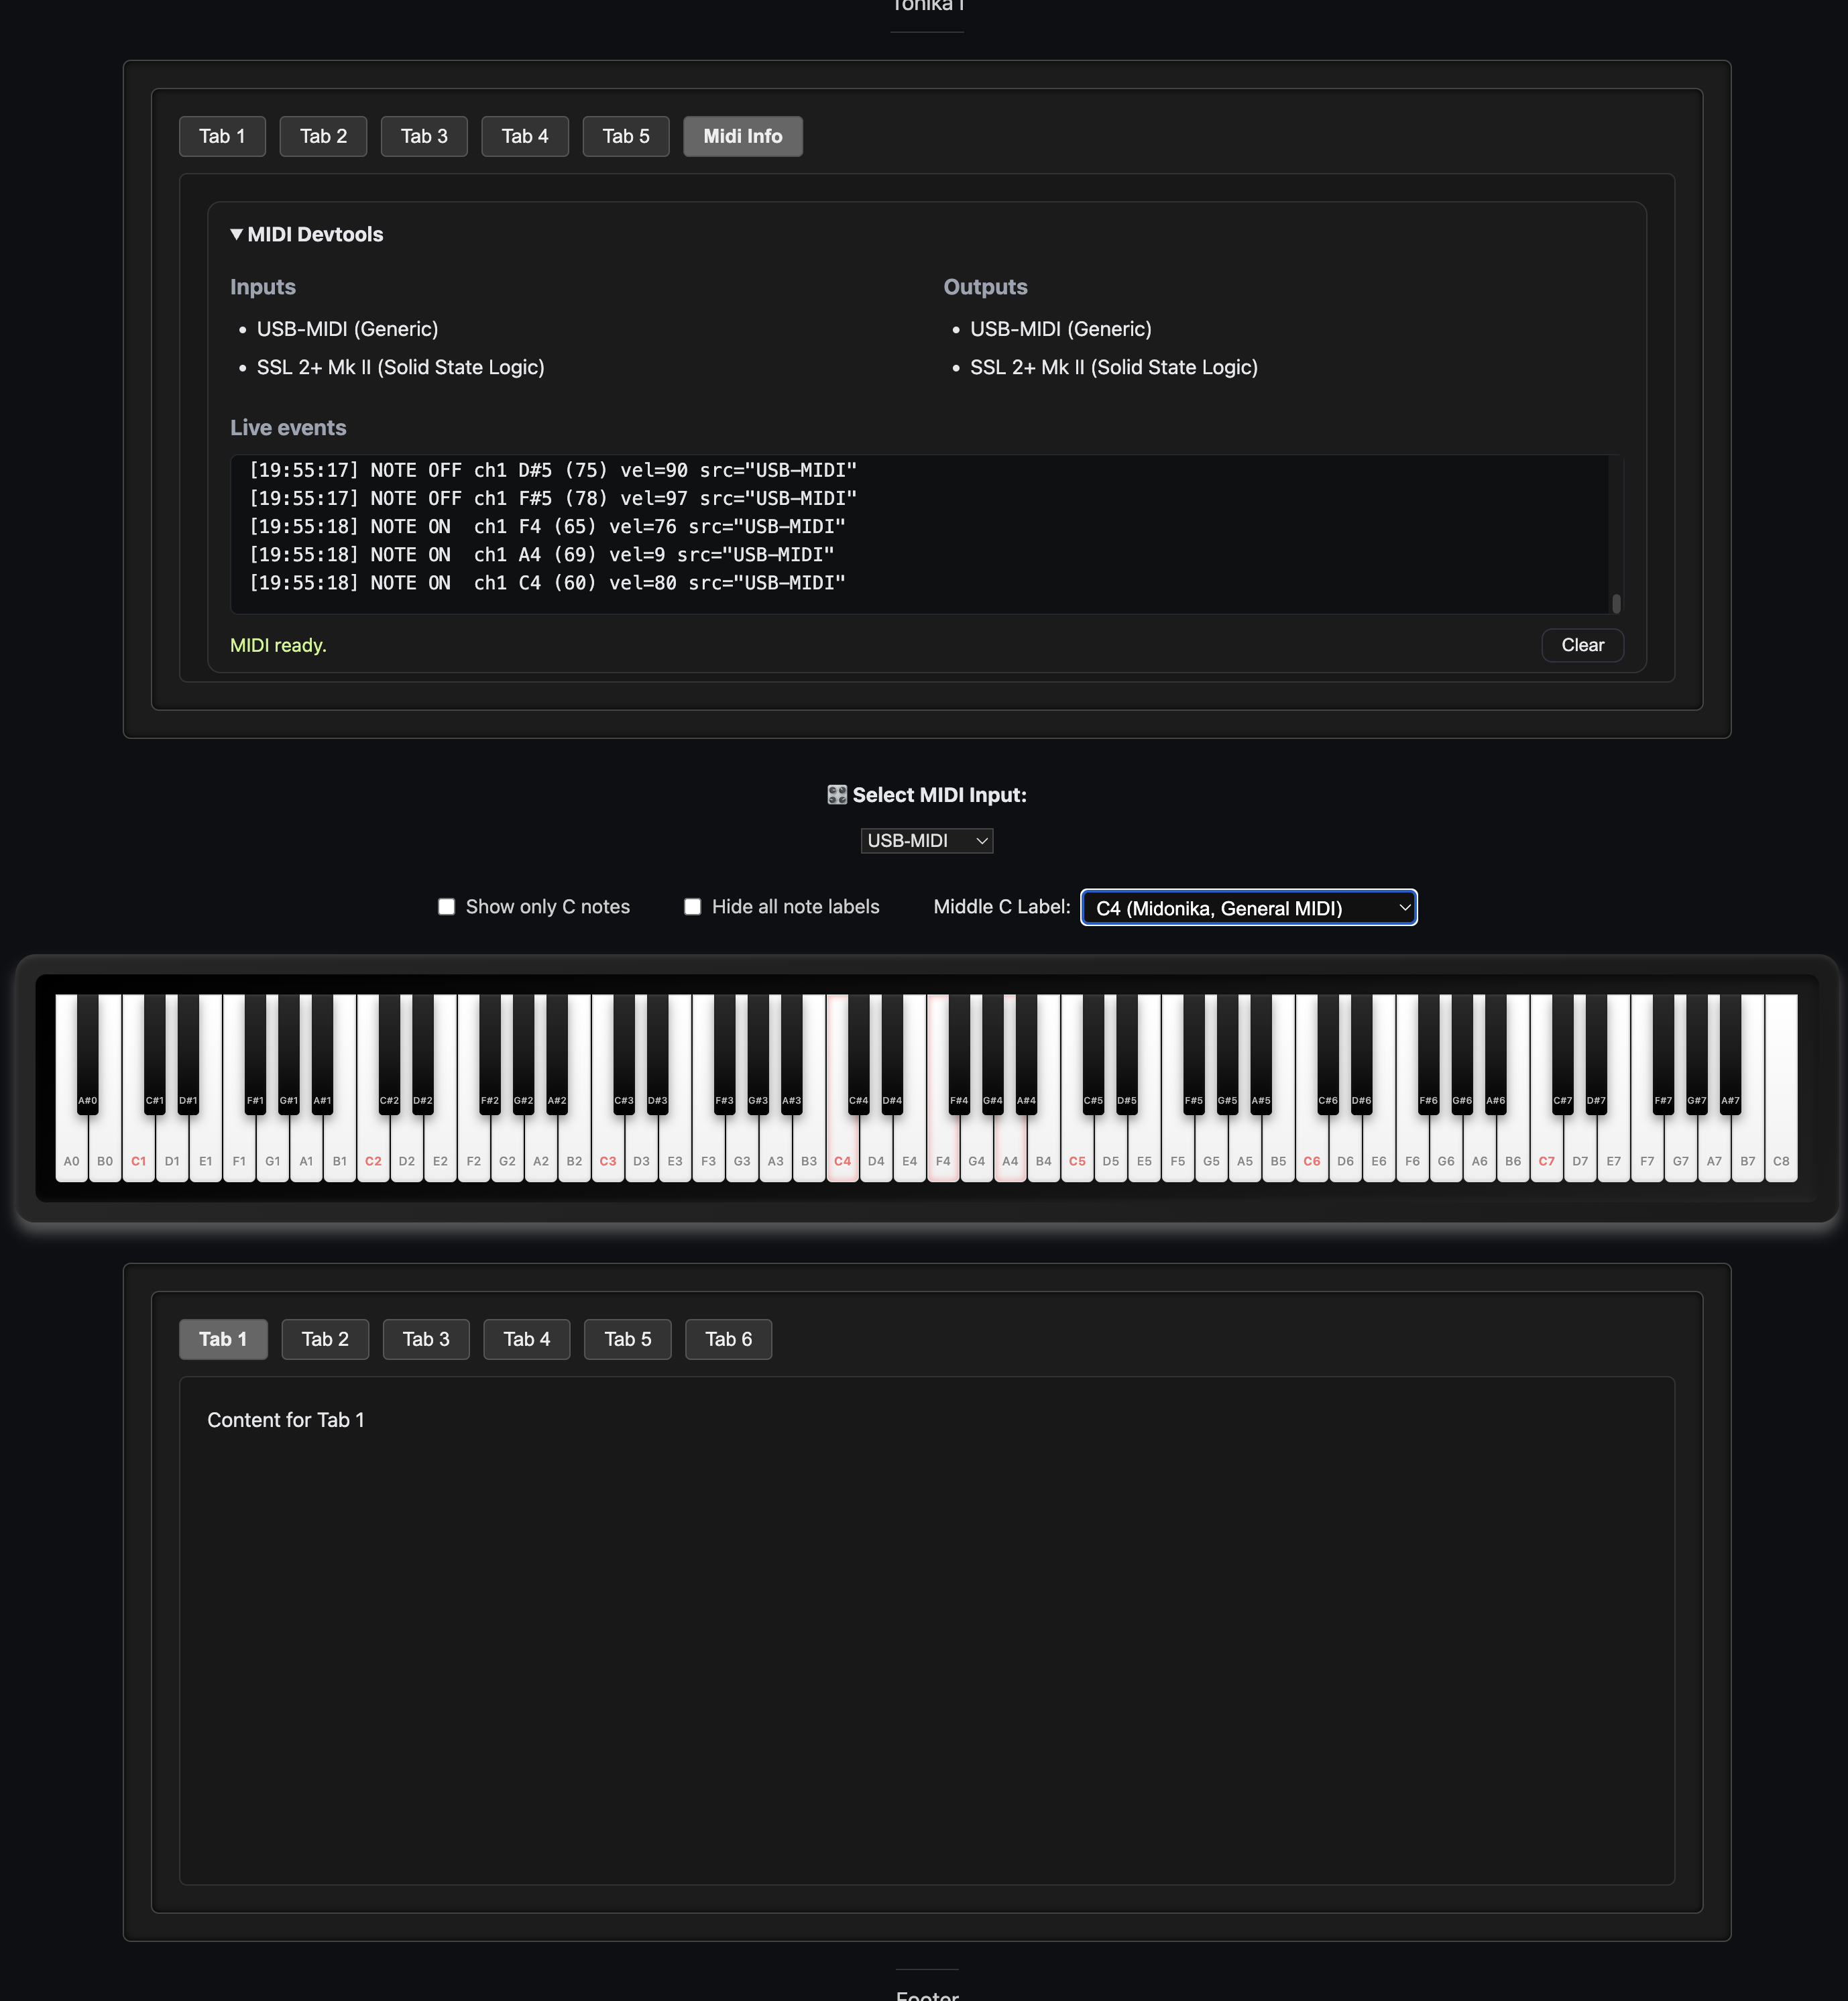 Tonika I
Tab 1 Tab 2 Tab 3 Tab 4 Tab 5 Midi Info
▼ MIDI Devtools
Inputs
• USB-MIDI (Generic)
• SSL 2+ Mk II (Solid State Logic)
Outputs
• USB-MIDI (Generic)
• SSL 2+ Mk II (Solid State Logic)
Live events
[19:55:17] NOTE OFF ch1 D#5 (75) vel=90 src="USB-MIDI"
[19:55:17] NOTE OFF ch1 F#5 (78) vel=97 src="USB-MIDI"
[19:55:18] NOTE ON  ch1 F4 (65) vel=76 src="USB-MIDI"
[19:55:18] NOTE ON  ch1 A4 (69) vel=9 src="USB-MIDI"
[19:55:18] NOTE ON  ch1 C4 (60) vel=80 src="USB-MIDI"
MIDI ready. Clear
🎛️ Select MIDI Input:
USB-MIDI
Show only C notes Hide all note labels Middle C Label: C4 (Midonika, General MIDI)
A#0 C#1 D#1 F#1 G#1 A#1 C#2 D#2 F#2 G#2 A#2 C#3 D#3 F#3 G#3 A#3 C#4 D#4 F#4 G#4 A#4 C#5 D#5 F#5 G#5 A#5 C#6 D#6 F#6 G#6 A#6 C#7 D#7 F#7 G#7 A#7
A0 B0 C1 D1 E1 F1 G1 A1 B1 C2 D2 E2 F2 G2 A2 B2 C3 D3 E3 F3 G3 A3 B3 C4 D4 E4 F4 G4 A4 B4 C5 D5 E5 F5 G5 A5 B5 C6 D6 E6 F6 G6 A6 B6 C7 D7 E7 F7 G7 A7 B7 C8
Tab 1 Tab 2 Tab 3 Tab 4 Tab 5 Tab 6
Content for Tab 1
Footer